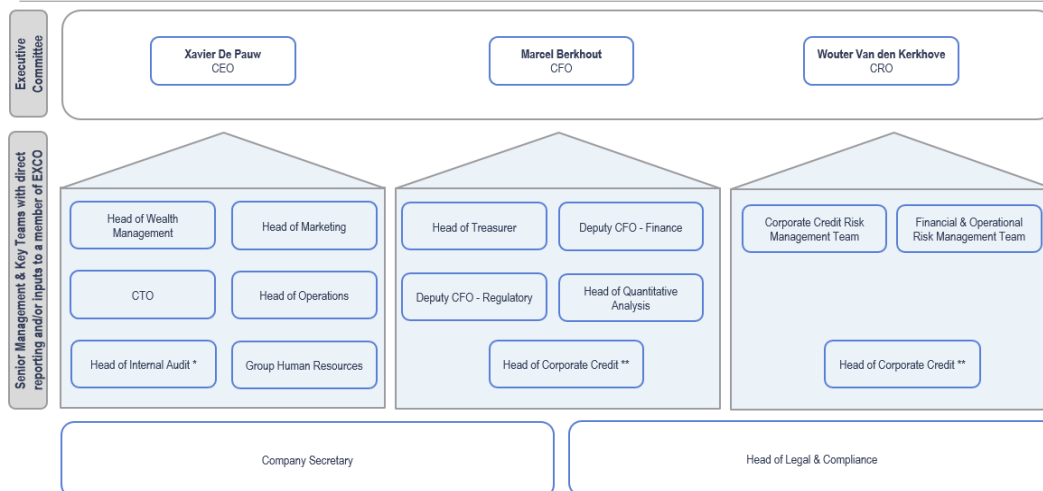 Executive
Committee
Xavier De Pauw
CEO
Marcel Berkhout
CFO
Wouter Van den Kerkhove
CRO
Senior Management & Key Teams with direct
reporting and/or inputs to a member of EXCO
Head of Wealth
Management
Head of Marketing
CTO
Head of Operations
Head of Internal Audit *
Group Human Resources
Head of Treasurer
Deputy CFO - Finance
Deputy CFO - Regulatory
Head of Quantitative
Analysis
Head of Corporate Credit **
Corporate Credit Risk
Management Team
Financial & Operational
Risk Management Team
Head of Corporate Credit **
Company Secretary
Head of Legal & Compliance